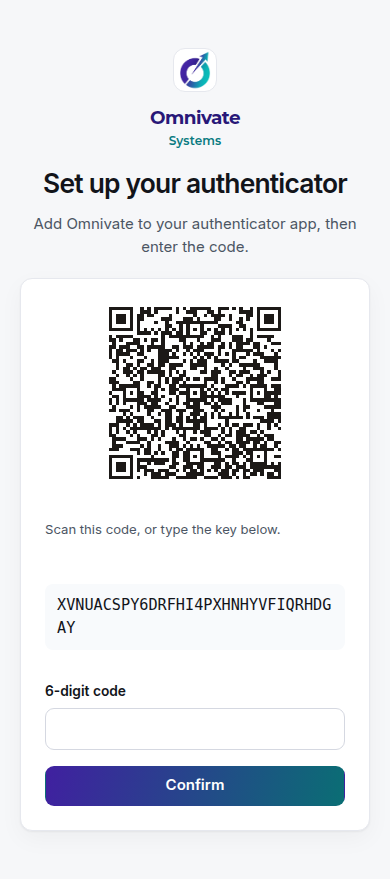 Omnivate
Systems
Set up your authenticator
Add Omnivate to your authenticator app, then
enter the code.
Scan this code, or type the key below.
XVNUACSPY6DRFHI4PXHNHYVFIQRHDG
AY
6-digit code
Confirm